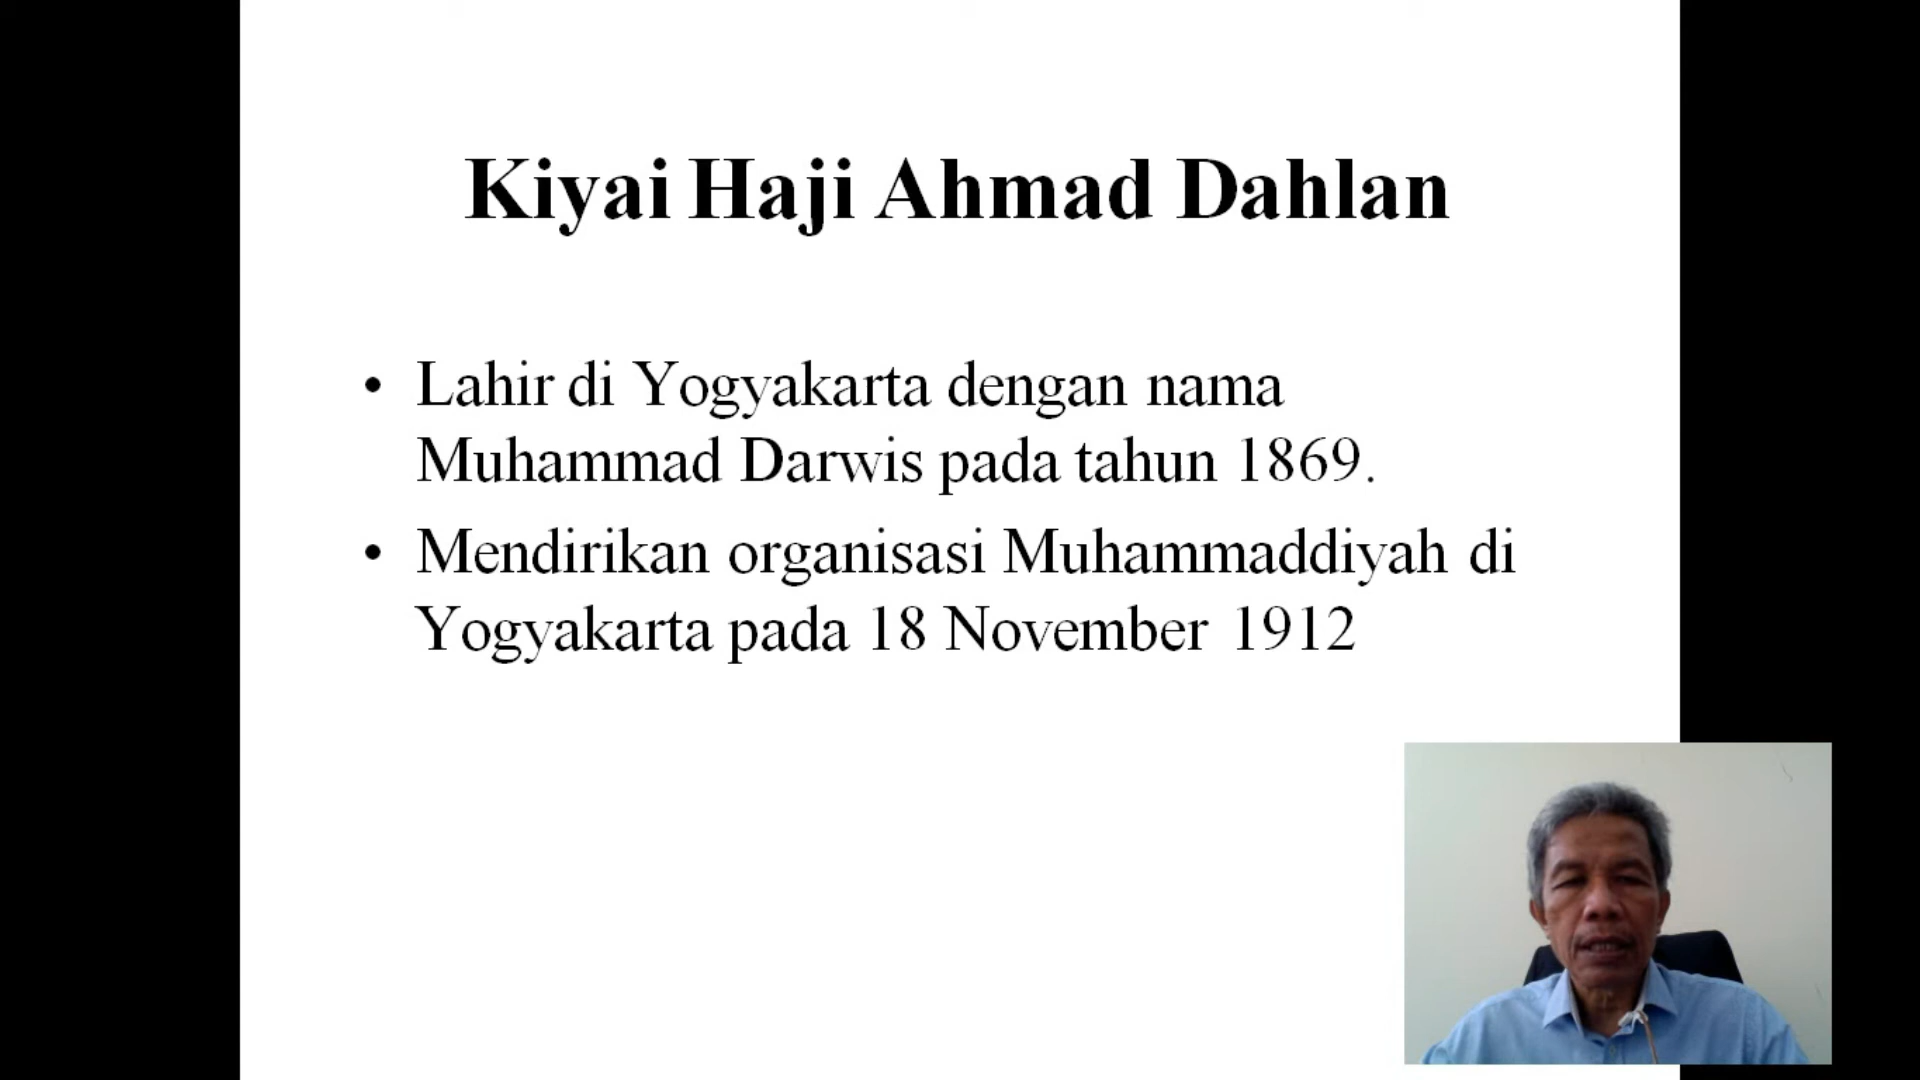 Kiyai Haji Ahmad Dahlan
• Lahir di Yogyakarta dengan nama
Muhammad Darwis pada tahun 1869.
• Mendirikan organisasi Muhammaddiyah di
Yogyakarta pada 18 November 1912